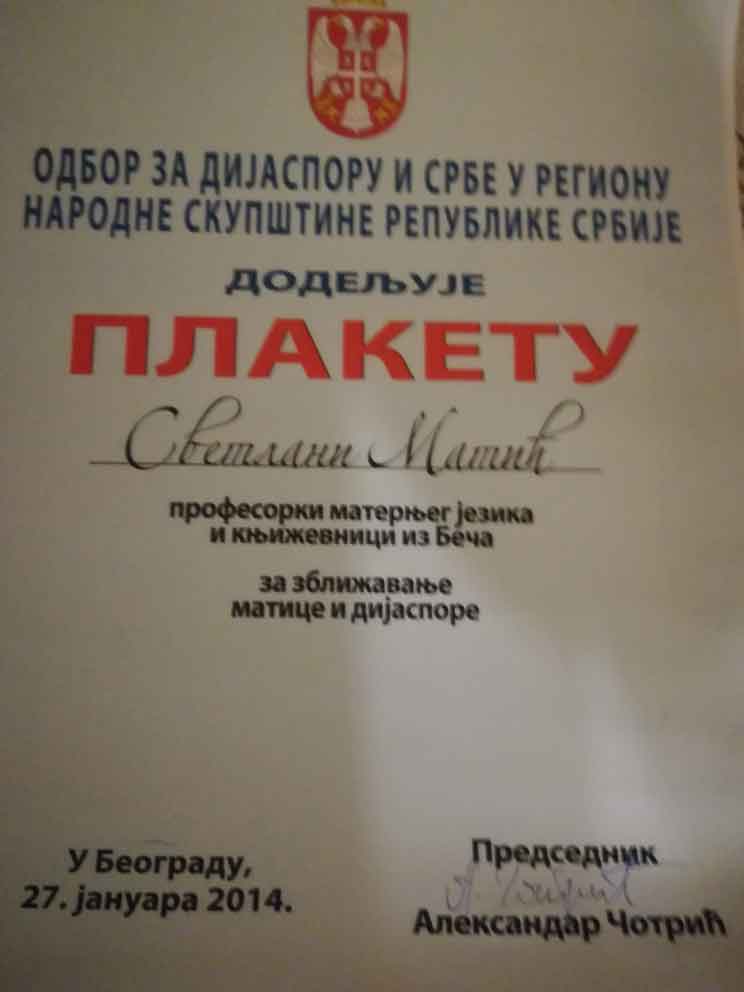 ОДБОР ЗА ДИЈАСПОРУ И СРБЕ У РЕГИОНУ
НАРОДНЕ СКУПШТИНЕ РЕПУБЛИКЕ СРБИЈЕ
ДОДЕЉУЈЕ
ПЛАКЕТУ
Светлани Матић
професорки матерњег језика
и књижевници из Беча
за зближавање
матице и дијаспоре
У Београду,
27. јануара 2014.
Председник
А. Чотрић
Александар Чотрић